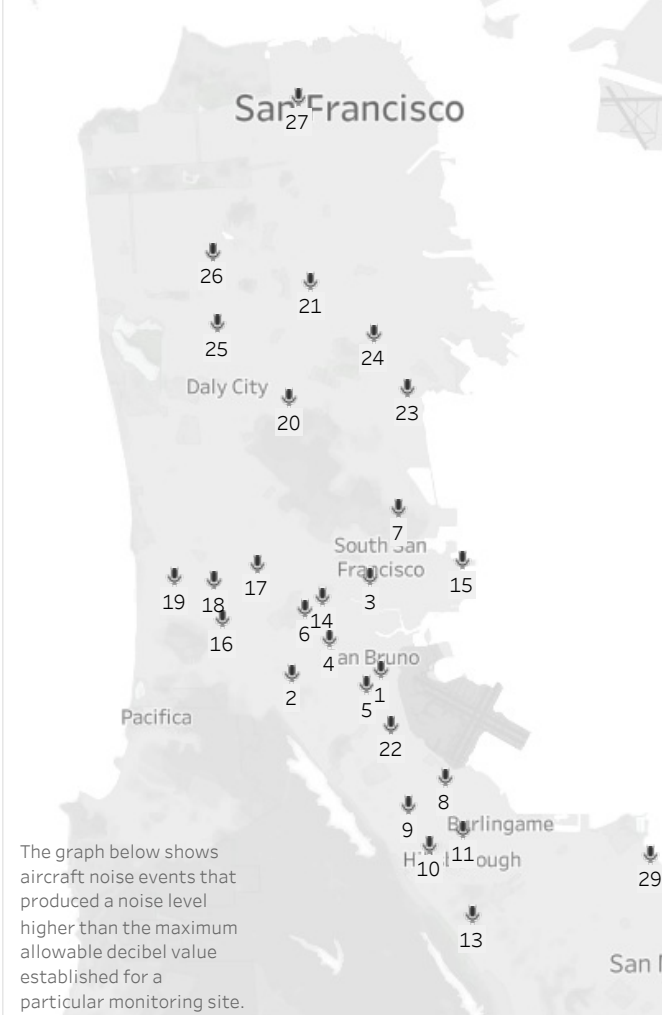 San Francisco
27
26
21
25
24
Daly City
23
20
7
South San
Francisco
15
17
19
18
3
14
6
16
4
an Bruno
2
1
5
Pacifica
22
8
9
Burlingame
11
10
29
13
San
The graph below shows
aircraft noise events that
produced a noise level
higher than the maximum
allowable decibel value
established for a
particular monitoring site.